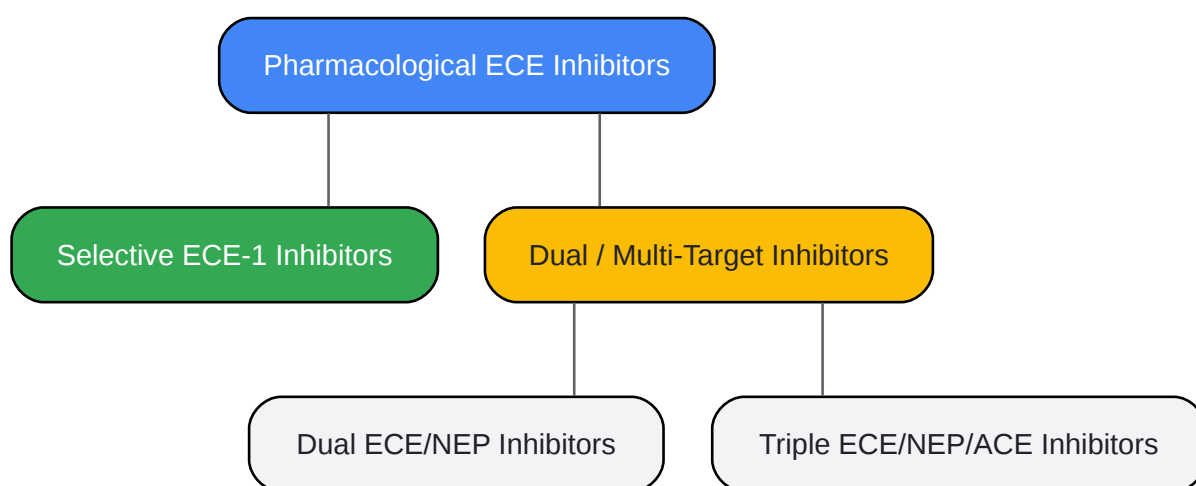 Pharmacological ECE Inhibitors
Selective ECE-1 Inhibitors
Dual / Multi-Target Inhibitors
Dual ECE/NEP Inhibitors
Triple ECE/NEP/ACE Inhibitors